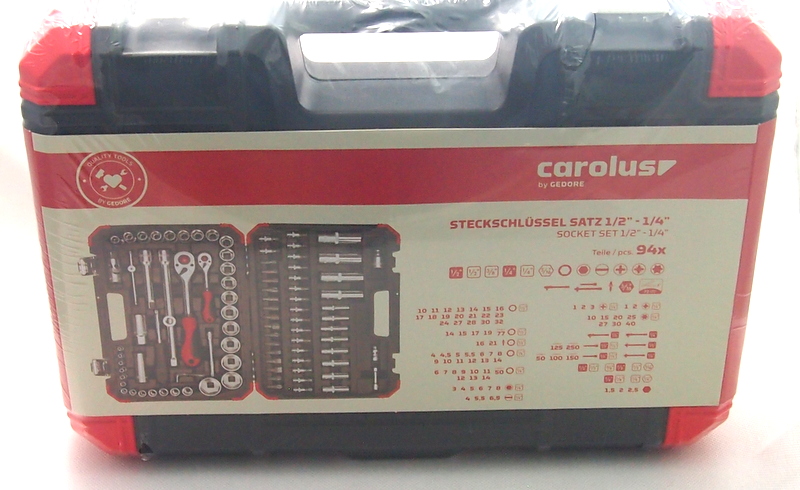 QUALITY TOOLS
BY GEDORE
carolus
by GEDORE
STECKSCHLÜSSEL SATZ 1/2" - 1/4"
SOCKET SET 1/2" - 1/4"
Teile / pcs. 94x
10 11 12 13 14 15 16
17 18 19 20 21 22 23
24 27 28 30 32
14 15 17 19 22
16 21
4 4,5 5 5,5 6 7 8
9 10 11 12 13 14
6 7 8 9 10 11
12 13 14
3 4 5 6 7 8
4 5,5 6,5
1 2 3
1 2
10 15 20 25
27 30 40
125 250
50 100 150
1,5 2 2,5